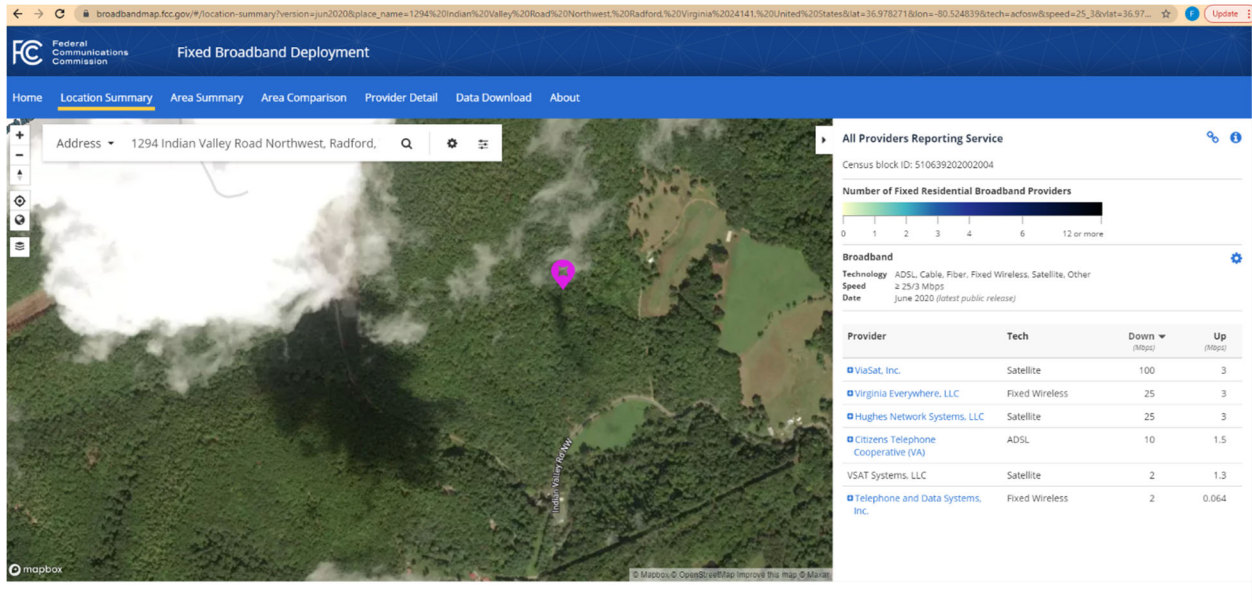 broadbandmap.fcc.gov/#/location-summary?version=jun2020&place_name=1294%20Indian%20Valley%20Road%20Northwest,%20Radford,%20Virginia%2024141,%20United%20States&lat=36.978271&lon=-80.524839&tech=acfosw&speed=25_3&vlat=36.97...
Update
FCC
Federal
Communications
Commission
Fixed Broadband Deployment
Home Location Summary Area Summary Area Comparison Provider Detail Data Download About
Address 1294 Indian Valley Road Northwest, Radford,
Indian Valley Rd NW
mapbox
© Mapbox © OpenStreetMap Improve this map © Maxar
All Providers Reporting Service
Census block ID: 510639202002004
Number of Fixed Residential Broadband Providers
0 1 2 3 4 6 12 or more
Broadband
Technology ADSL, Cable, Fiber, Fixed Wireless, Satellite, Other
Speed ≥ 25/3 Mbps
Date June 2020 (latest public release)
Provider Tech Down Up
(Mbps) (Mbps)
ViaSat, Inc. Satellite 100 3
Virginia Everywhere, LLC Fixed Wireless 25 3
Hughes Network Systems, LLC Satellite 25 3
Citizens Telephone ADSL 10 1.5
Cooperative (VA)
VSAT Systems, LLC Satellite 2 1.3
Telephone and Data Systems, Fixed Wireless 2 0.064
Inc.